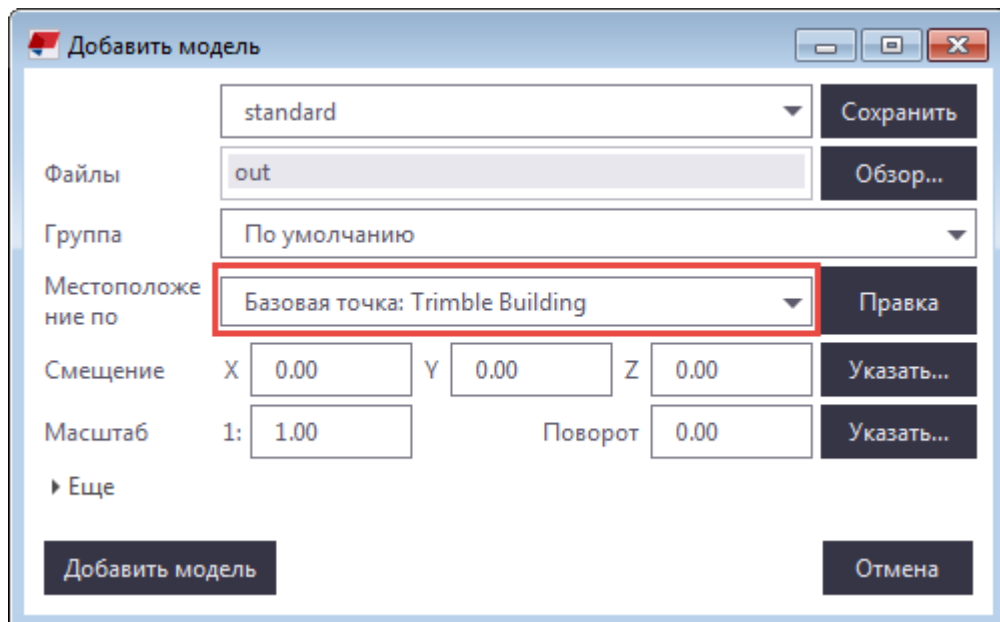 Добавить модель
standard Сохранить
Файлы out Обзор...
Группа По умолчанию
Местоположе
ние по Базовая точка: Trimble Building Правка
Смещение X 0.00 Y 0.00 Z 0.00 Указать...
Масштаб 1: 1.00 Поворот 0.00 Указать...
Еще
Добавить модель Отмена